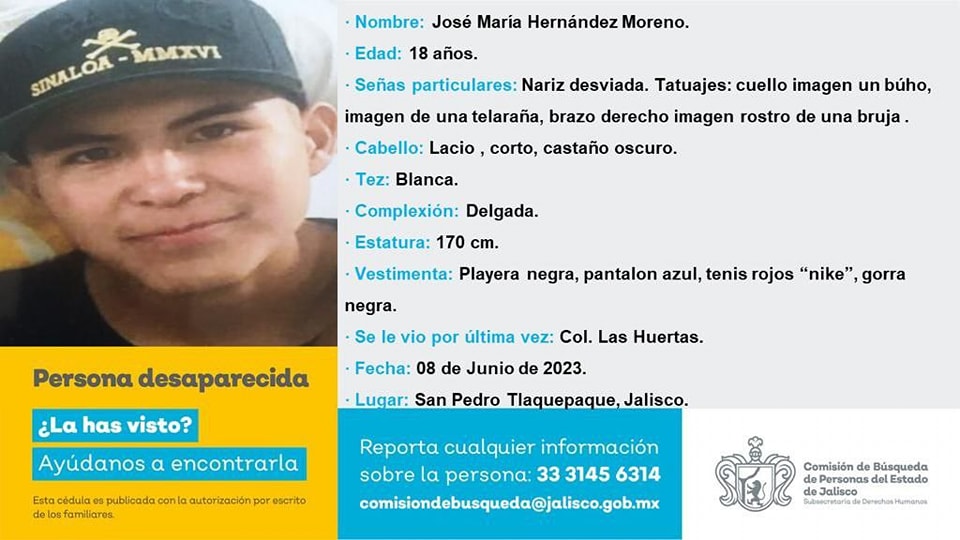 SINALOA - MMXVI
· Nombre: José María Hernández Moreno.
· Edad: 18 años.
· Señas particulares: Nariz desviada. Tatuajes: cuello imagen un búho,
imagen de una telaraña, brazo derecho imagen rostro de una bruja .
· Cabello: Lacio , corto, castaño oscuro.
· Tez: Blanca.
· Complexión: Delgada.
· Estatura: 170 cm.
· Vestimenta: Playera negra, pantalon azul, tenis rojos “nike”, gorra
negra.
· Se le vio por última vez: Col. Las Huertas.
· Fecha: 08 de Junio de 2023.
· Lugar: San Pedro Tlaquepaque, Jalisco.
Persona desaparecida
¿La has visto?
Ayúdanos a encontrarla
Esta cédula es publicada con la autorización por escrito
de los familiares.
Reporta cualquier información
sobre la persona: 33 3145 6314
comisiondebusqueda@jalisco.gob.mx
Comisión de Búsqueda
de Personas del Estado
de Jalisco
Subsecretaría de Derechos Humanos